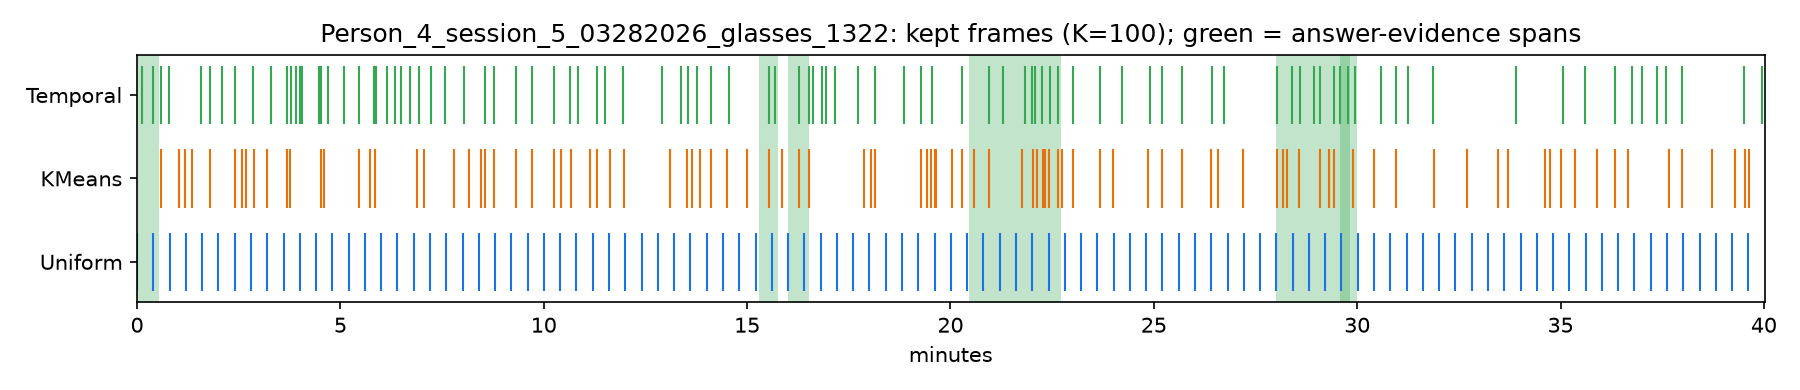 Person_4_session_5_03282026_glasses_1322: kept frames (K=100); green = answer-evidence spans
Temporal
KMeans
Uniform
0 5 10 15 20 25 30 35 40
minutes